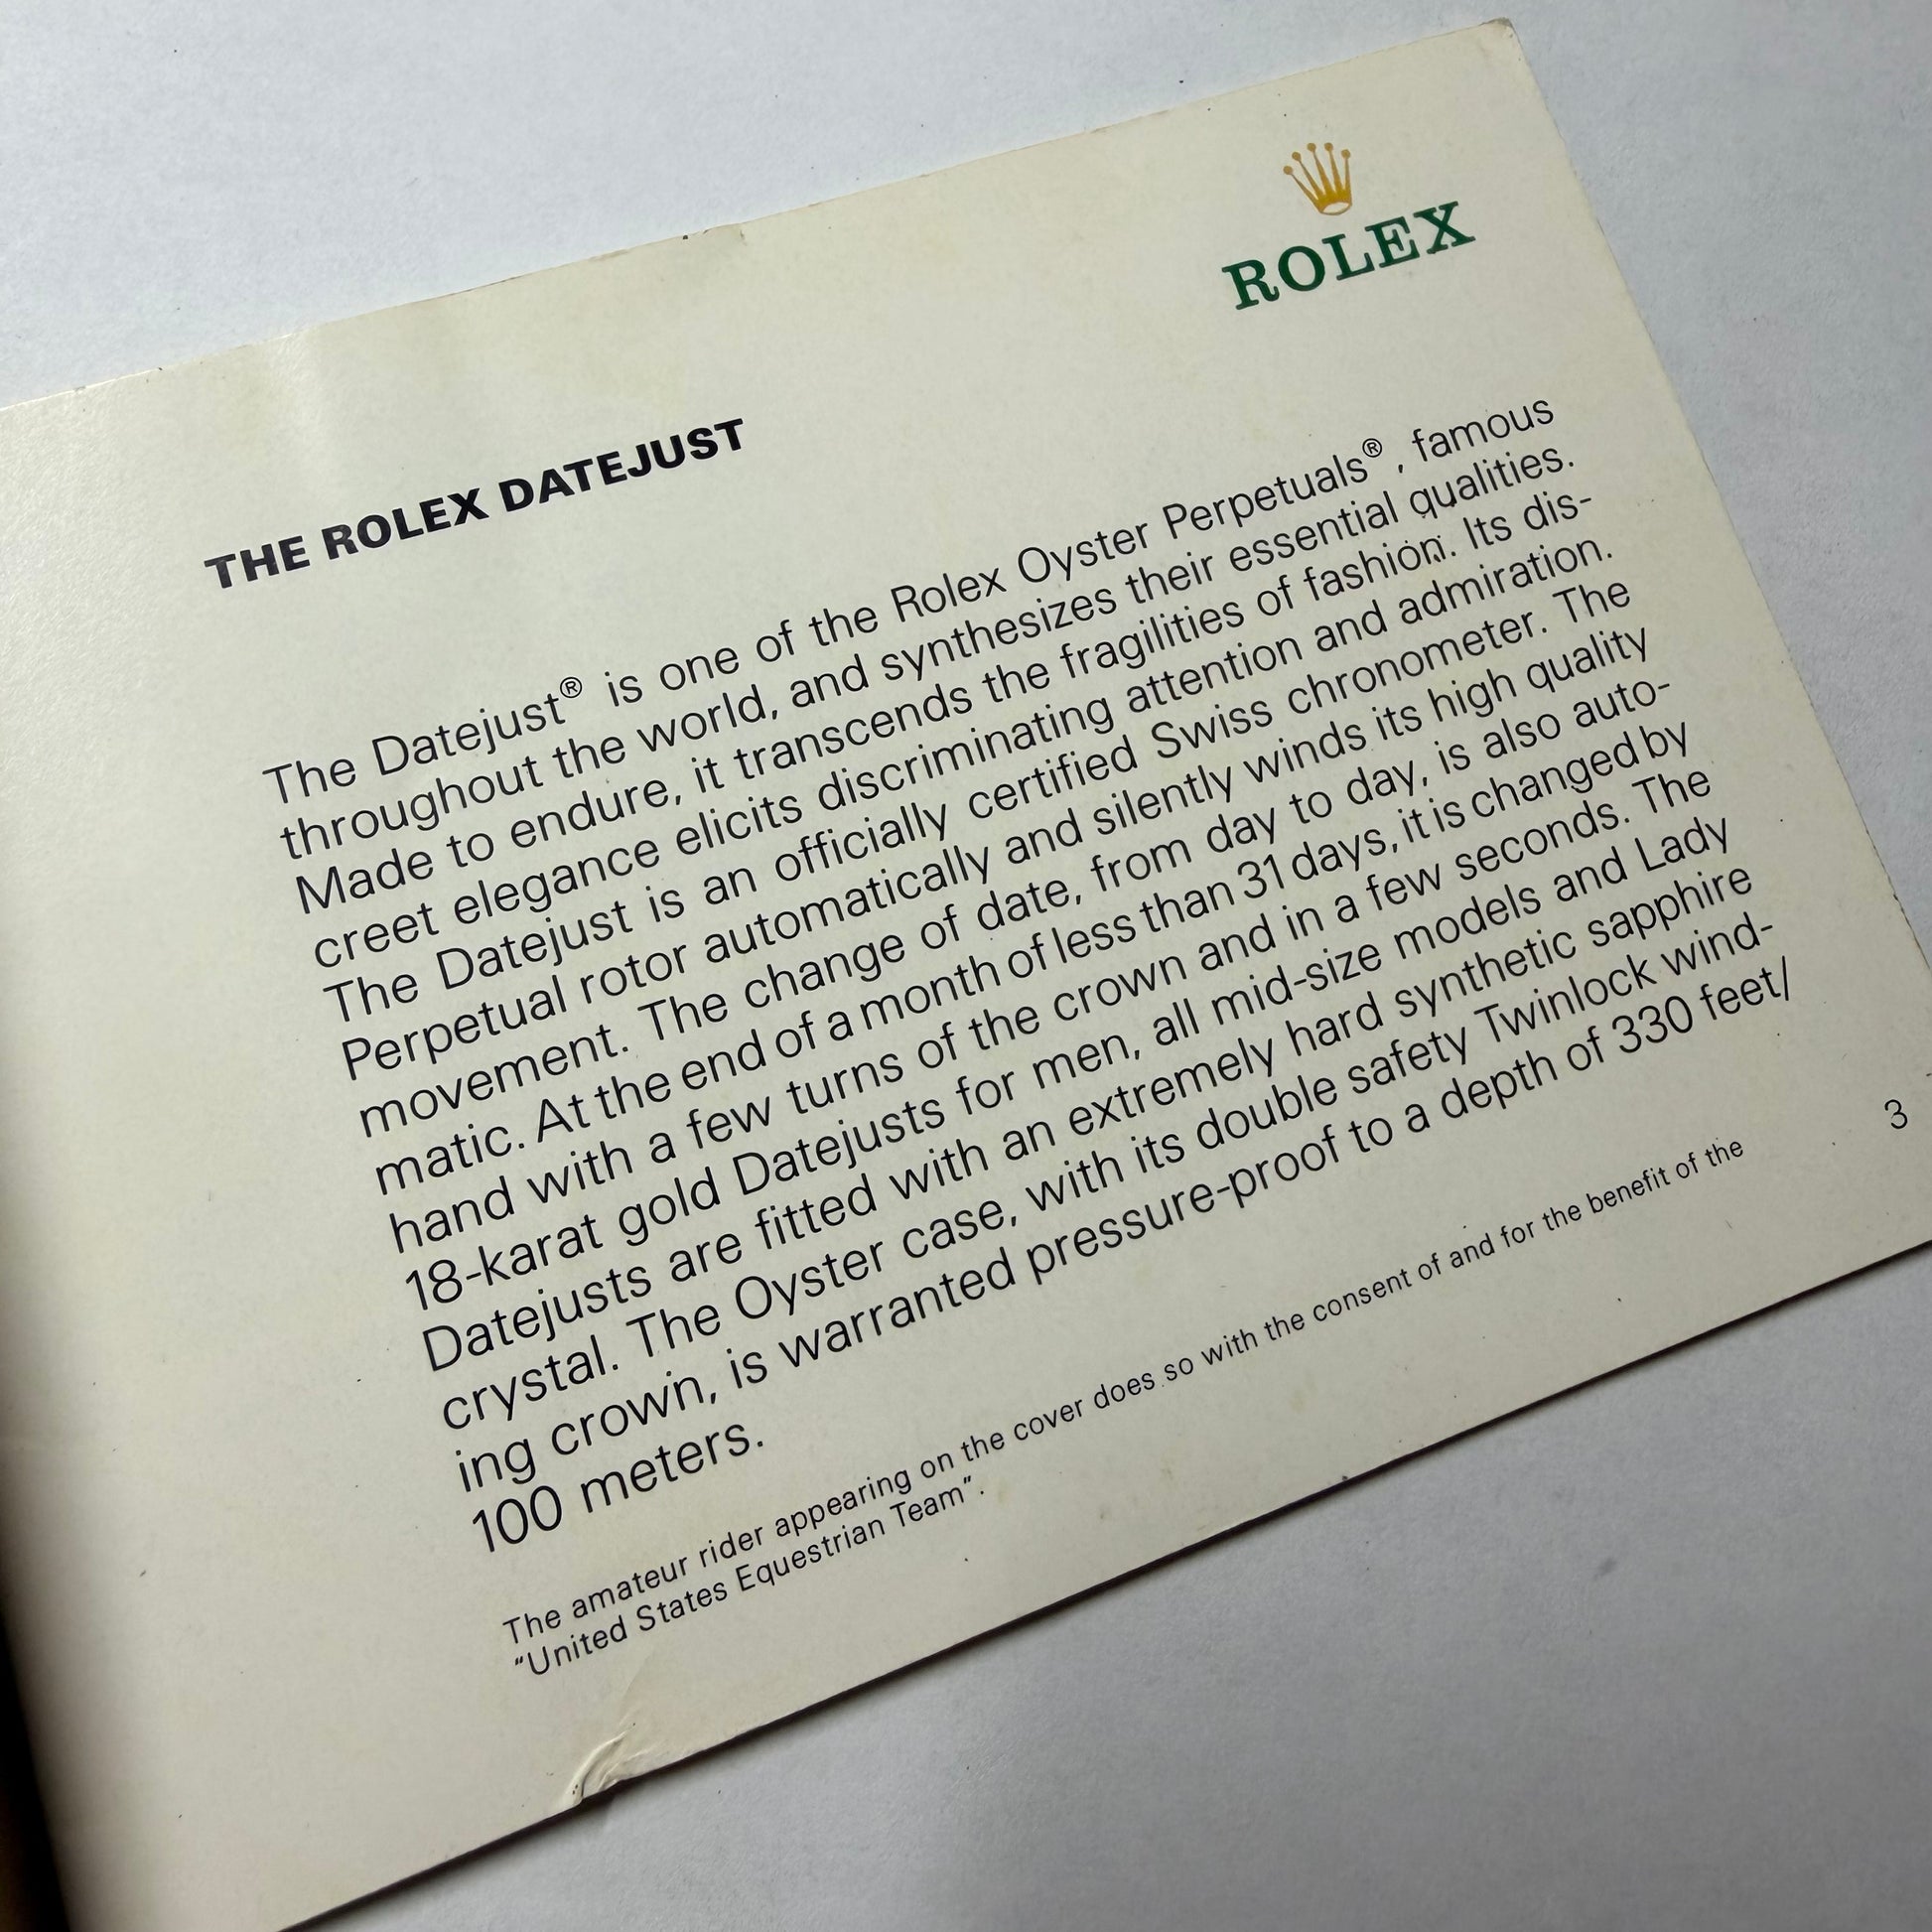 ROLEX
THE ROLEX DATEJUST
The Datejust® is one of the Rolex Oyster Perpetuals®, famous
throughout the world, and synthesizes their essential qualities.
Made to endure, it transcends the fragilities of fashion. Its dis-
creet elegance elicits discriminating attention and admiration.
The Datejust is an officially certified Swiss chronometer. The
Perpetual rotor automatically and silently winds its high quality
movement. The change of date, from day to day, is also auto-
matic. At the end of a month of less than 31 days, it is changed by
hand with a few turns of the crown and in a few seconds. The
18-karat gold Datejusts for men, all mid-size models and Lady
Datejusts are fitted with an extremely hard synthetic sapphire
crystal. The Oyster case, with its double safety Twinlock wind-
ing crown, is warranted pressure-proof to a depth of 330 feet/
100 meters.
The amateur rider appearing on the cover does so with the consent of and for the benefit of the
"United States Equestrian Team".
3